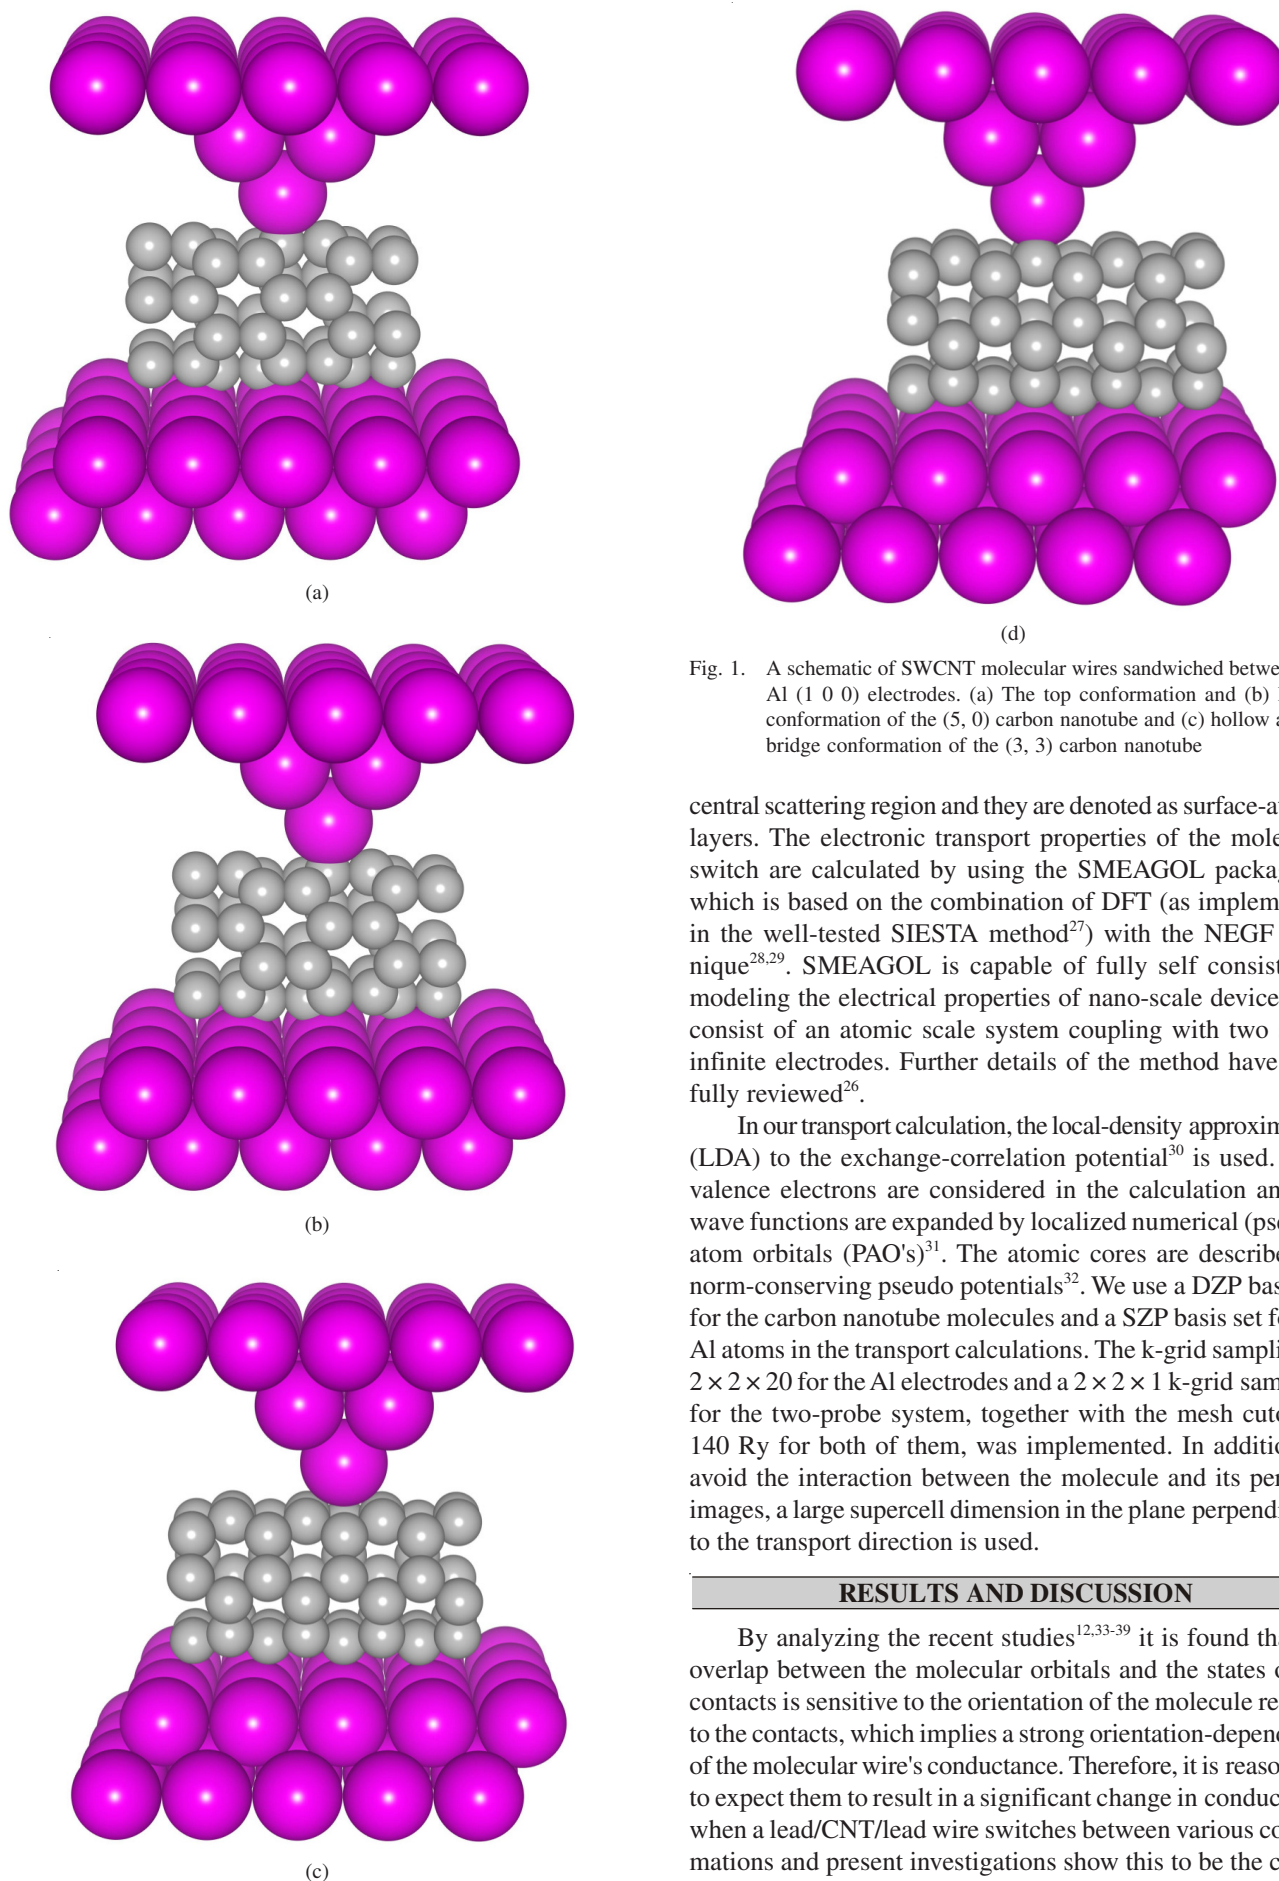 (a)
(b)
(c)
(d)
Fig. 1. A schematic of SWCNT molecular wires sandwiched betwe
Al (1 0 0) electrodes. (a) The top conformation and (b)
conformation of the (5, 0) carbon nanotube and (c) hollow a
bridge conformation of the (3, 3) carbon nanotube
central scattering region and they are denoted as surface-a
layers. The electronic transport properties of the mole
switch are calculated by using the SMEAGOL packag
which is based on the combination of DFT (as implem
in the well-tested SIESTA method27) with the NEGF
nique28,29. SMEAGOL is capable of fully self consist
modeling the electrical properties of nano-scale device
consist of an atomic scale system coupling with two
infinite electrodes. Further details of the method have
fully reviewed26.
In our transport calculation, the local-density approxim
(LDA) to the exchange-correlation potential30 is used.
valence electrons are considered in the calculation an
wave functions are expanded by localized numerical (pse
atom orbitals (PAO's)31. The atomic cores are describe
norm-conserving pseudo potentials32. We use a DZP bas
for the carbon nanotube molecules and a SZP basis set f
Al atoms in the transport calculations. The k-grid sampli
2 × 2 × 20 for the Al electrodes and a 2 × 2 × 1 k-grid sam
for the two-probe system, together with the mesh cut
140 Ry for both of them, was implemented. In additio
avoid the interaction between the molecule and its per
images, a large supercell dimension in the plane perpendi
to the transport direction is used.
RESULTS AND DISCUSSION
By analyzing the recent studies12,33-39 it is found tha
overlap between the molecular orbitals and the states
contacts is sensitive to the orientation of the molecule re
to the contacts, which implies a strong orientation-depen
of the molecular wire's conductance. Therefore, it is reaso
to expect them to result in a significant change in conduc
when a lead/CNT/lead wire switches between various co
mations and present investigations show this to be the c